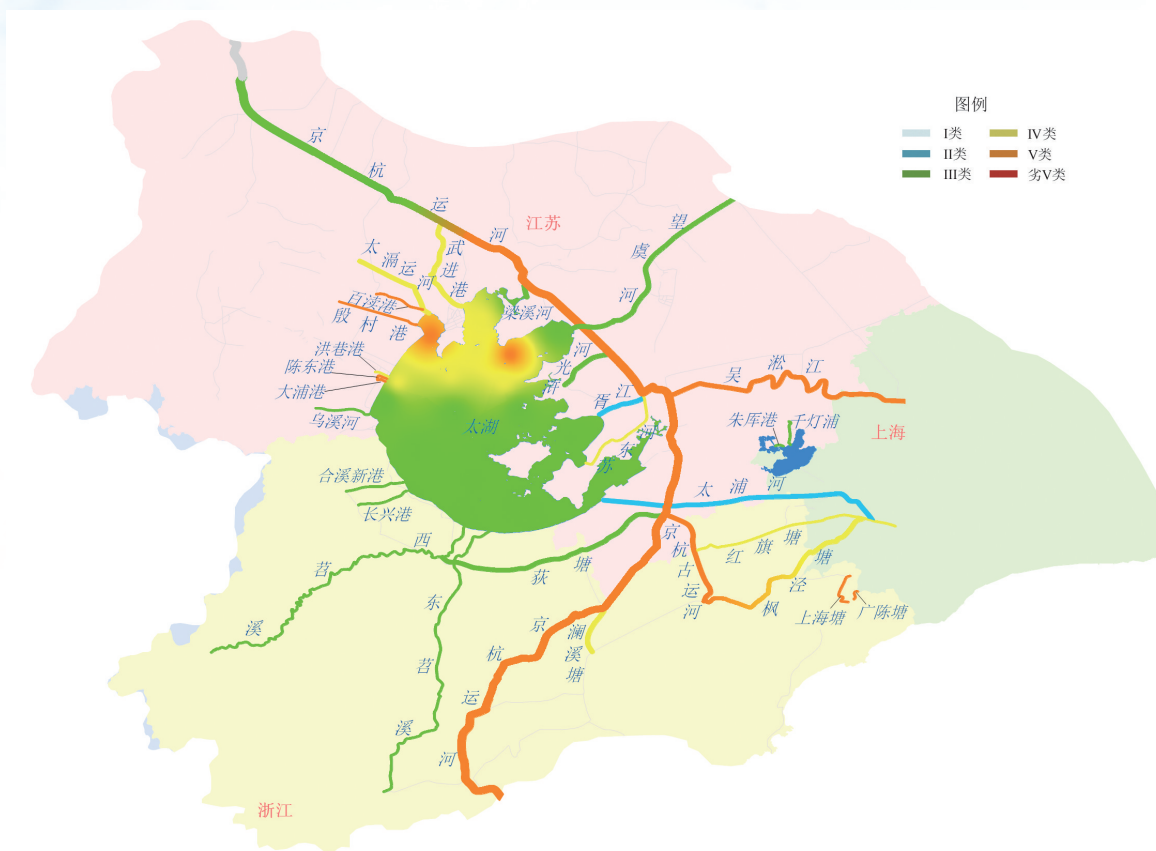 图例
I类
IV类
II类
V类
III类
劣V类
京杭运河
江苏
望虞河
太滆运河
武进港
百渎港
殷村港
梁溪河
洪巷港
陈东港
大浦港
乌溪河
浒光河
胥江
吴淞江
太湖
苏东河
朱厍港
千灯浦
上海
合溪新港
长兴港
太浦河
西苕溪
荻塘
京杭古运河
红旗塘
枫泾塘
上海塘
广陈塘
东苕溪
京杭运河
澜溪塘
浙江